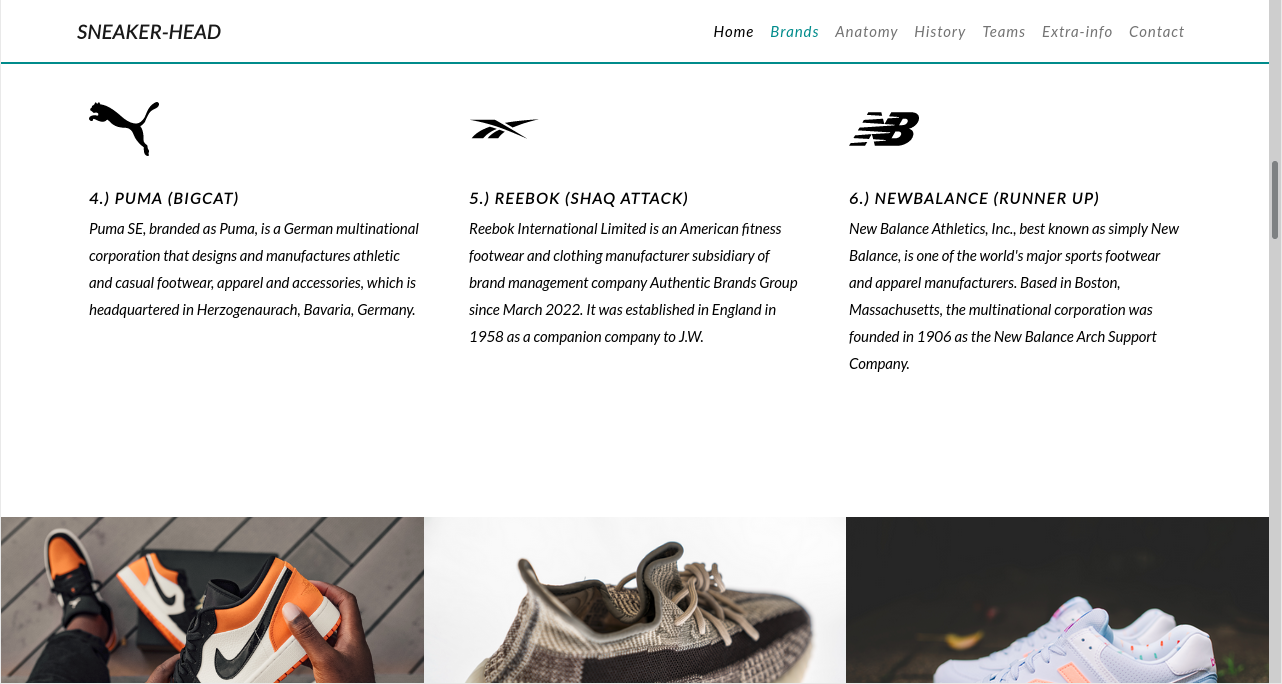 SNEAKER-HEAD
Home Brands Anatomy History Teams Extra-info Contact
4.) PUMA (BIGCAT)
Puma SE, branded as Puma, is a German multinational
corporation that designs and manufactures athletic
and casual footwear, apparel and accessories, which is
headquartered in Herzogenaurach, Bavaria, Germany.
5.) REEBOK (SHAQ ATTACK)
Reebok International Limited is an American fitness
footwear and clothing manufacturer subsidiary of
brand management company Authentic Brands Group
since March 2022. It was established in England in
1958 as a companion company to J.W.
6.) NEWBALANCE (RUNNER UP)
New Balance Athletics, Inc., best known as simply New
Balance, is one of the world's major sports footwear
and apparel manufacturers. Based in Boston,
Massachusetts, the multinational corporation was
founded in 1906 as the New Balance Arch Support
Company.